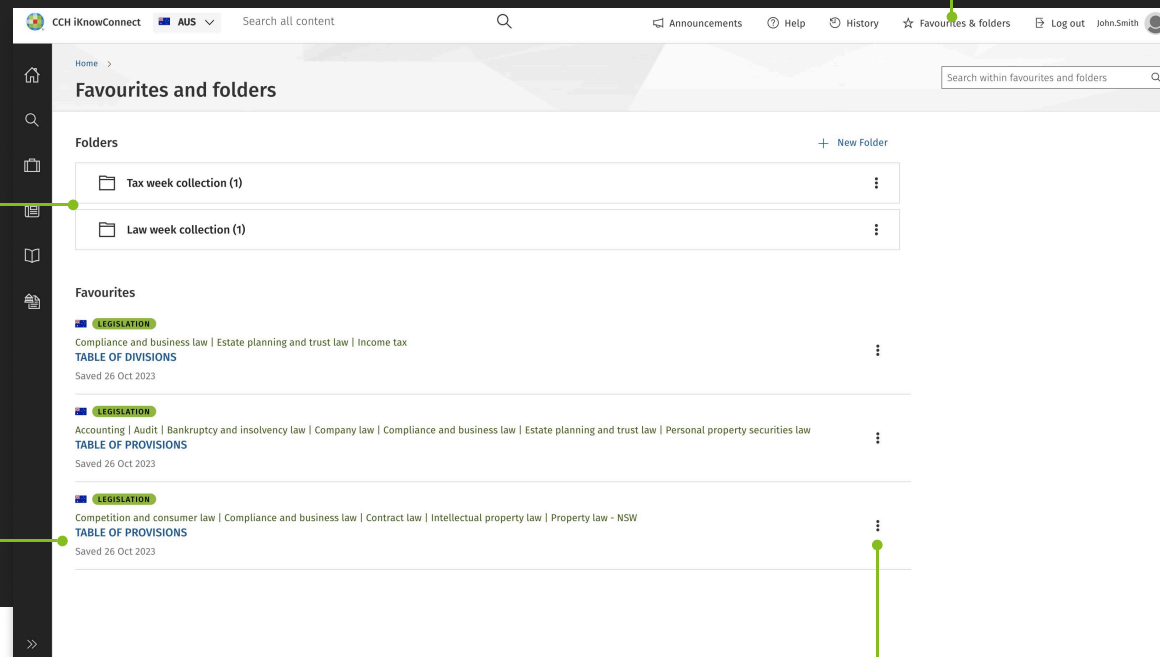 CCH iKnowConnect AUS Search all content Announcements Help History Favourites & folders Log out John.Smith
Home >
Favourites and folders
Search within favourites and folders
Folders
+ New Folder
Tax week collection (1)
Law week collection (1)
Favourites
LEGISLATION
Compliance and business law | Estate planning and trust law | Income tax
TABLE OF DIVISIONS
Saved 26 Oct 2023
LEGISLATION
Accounting | Audit | Bankruptcy and insolvency law | Company law | Compliance and business law | Estate planning and trust law | Personal property securities law
TABLE OF PROVISIONS
Saved 26 Oct 2023
LEGISLATION
Competition and consumer law | Compliance and business law | Contract law | Intellectual property law | Property law - NSW
TABLE OF PROVISIONS
Saved 26 Oct 2023